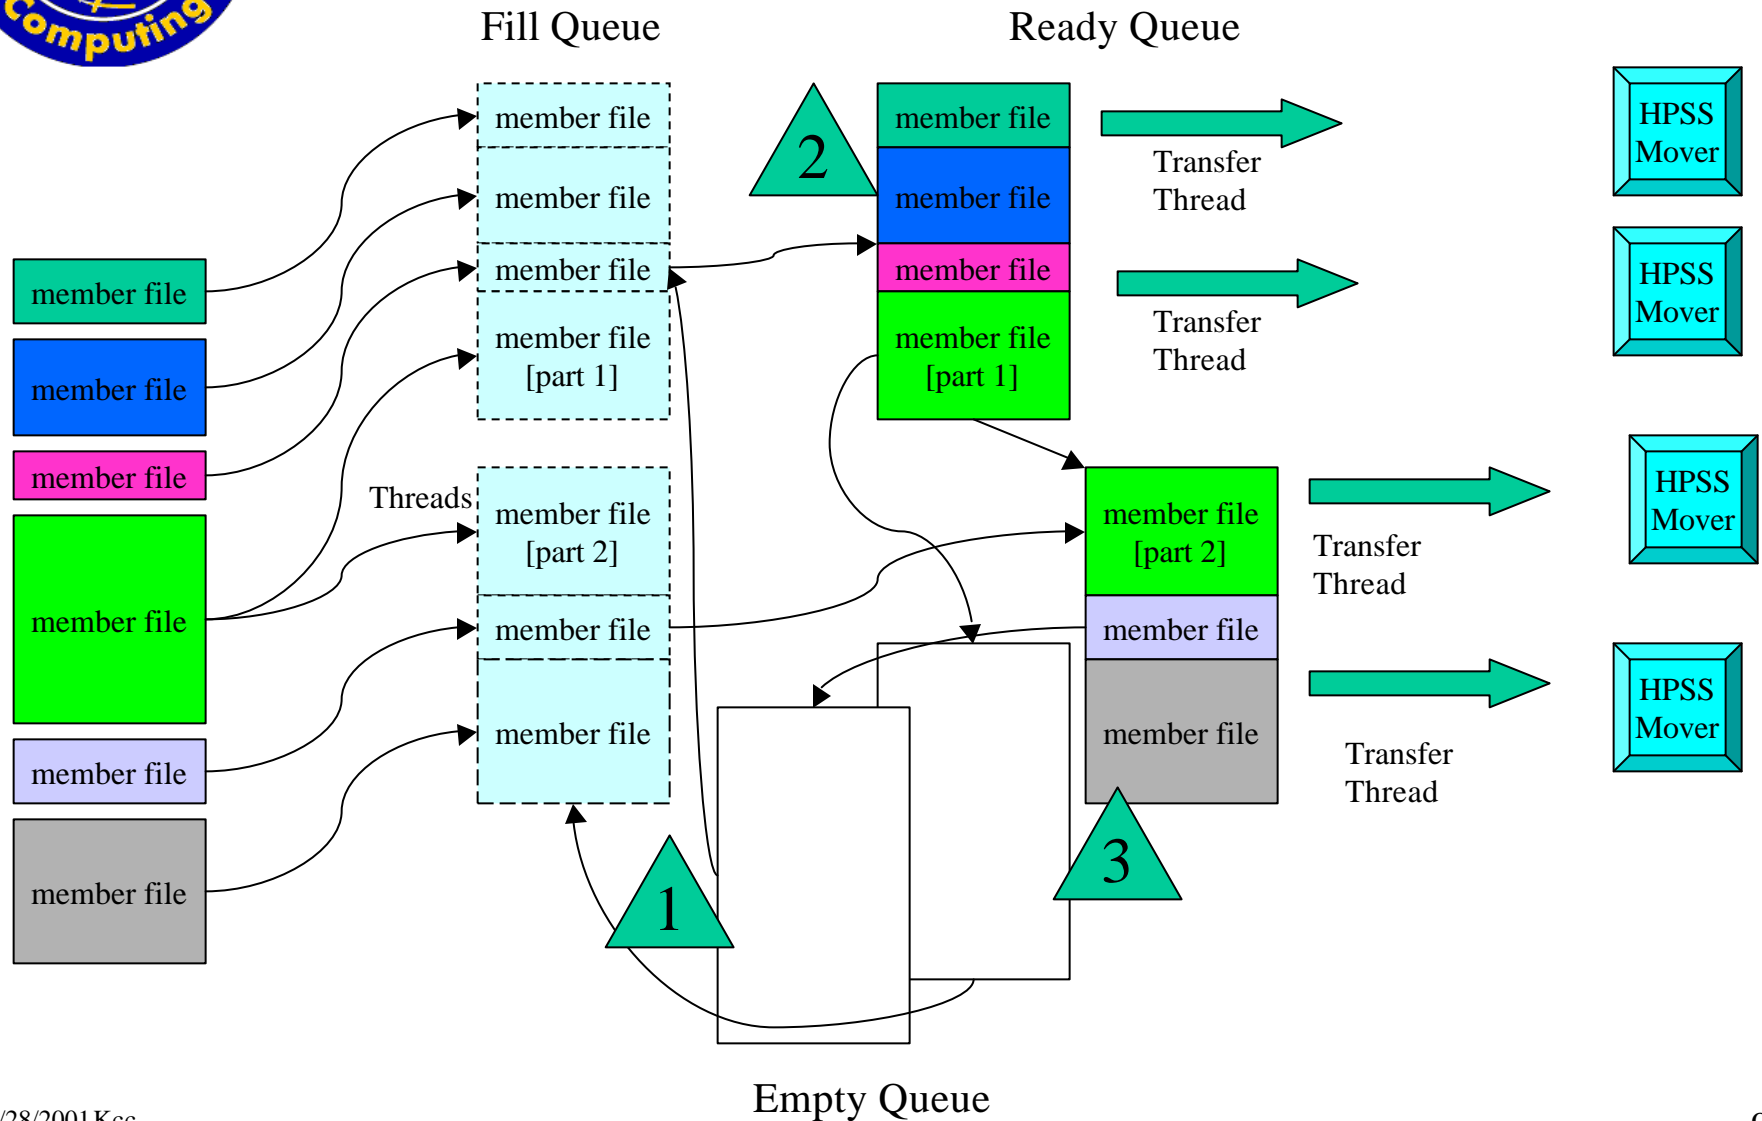 Computing
Fill Queue
Ready Queue
member file
member file
member file
member file
member file
member file
member file
member file
member file
member file
[part 1]
Threads
member file
[part 2]
member file
member file
2
member file
member file
member file
member file
[part 1]
member file
[part 2]
member file
member file
Transfer
Thread
Transfer
Thread
Transfer
Thread
Transfer
Thread
HPSS
Mover
HPSS
Mover
HPSS
Mover
HPSS
Mover
1
3
Empty Queue
/28/2001 Kcc